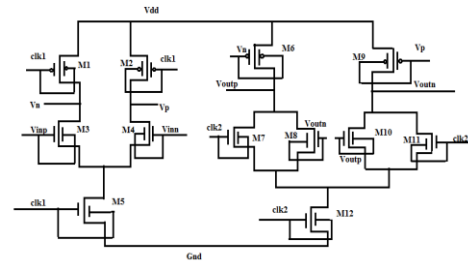 Vdd
clk1 M1 M2 clk1 Vn M6 M9 Vp
Vn Vp Voutp Voutn
Vinp M3 M4 Vinn clk2 M7 M8 Voutn M10 M11 clk2
Voutp
clk1 M5 clk2 M12
Gnd